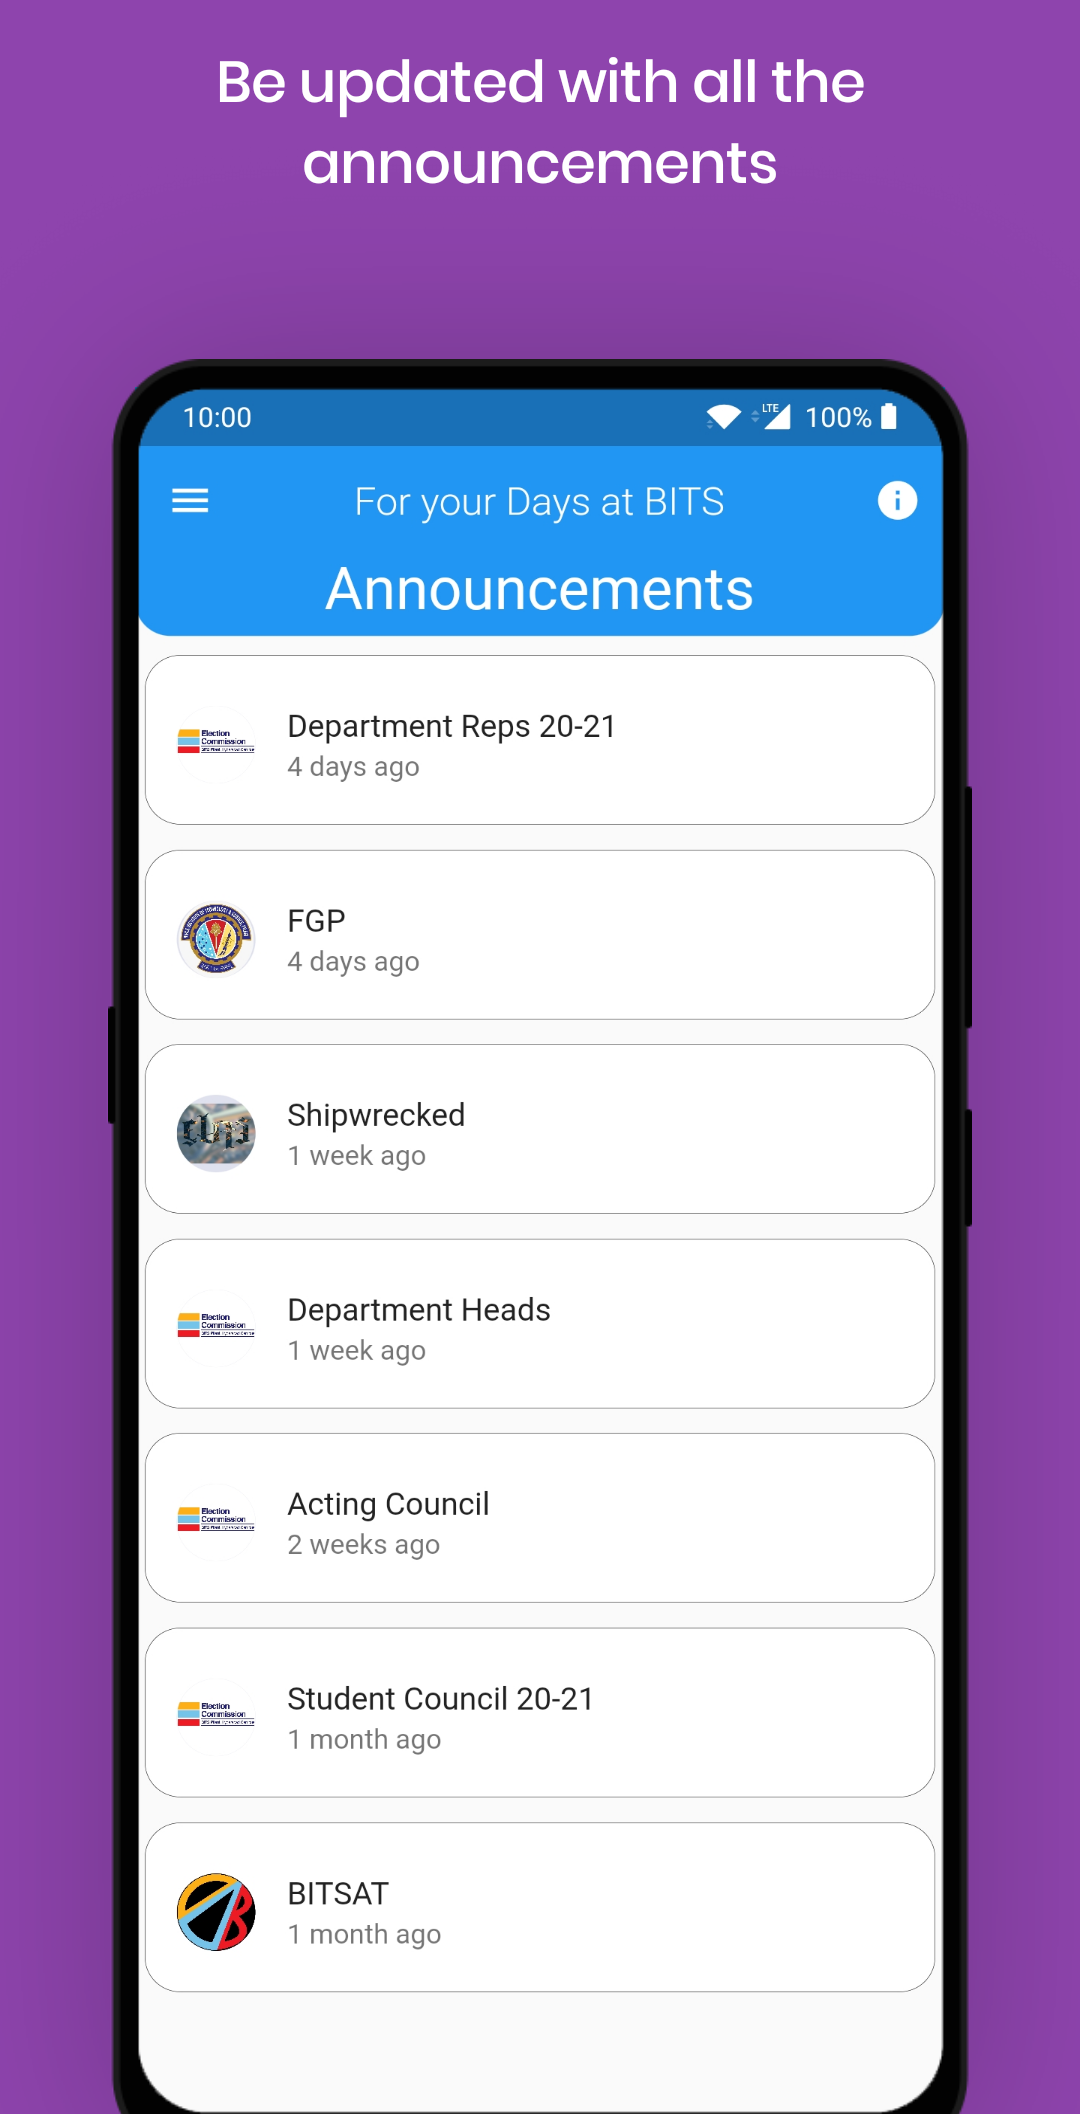 Be updated with all the
announcements
10:00
LTE
100%
For your Days at BITS
Announcements
Election
Commission
Department Reps 20-21
4 days ago
FGP
4 days ago
Shipwrecked
1 week ago
Election
Commission
Department Heads
1 week ago
Election
Commission
Acting Council
2 weeks ago
Election
Commission
Student Council 20-21
1 month ago
BITSAT
1 month ago